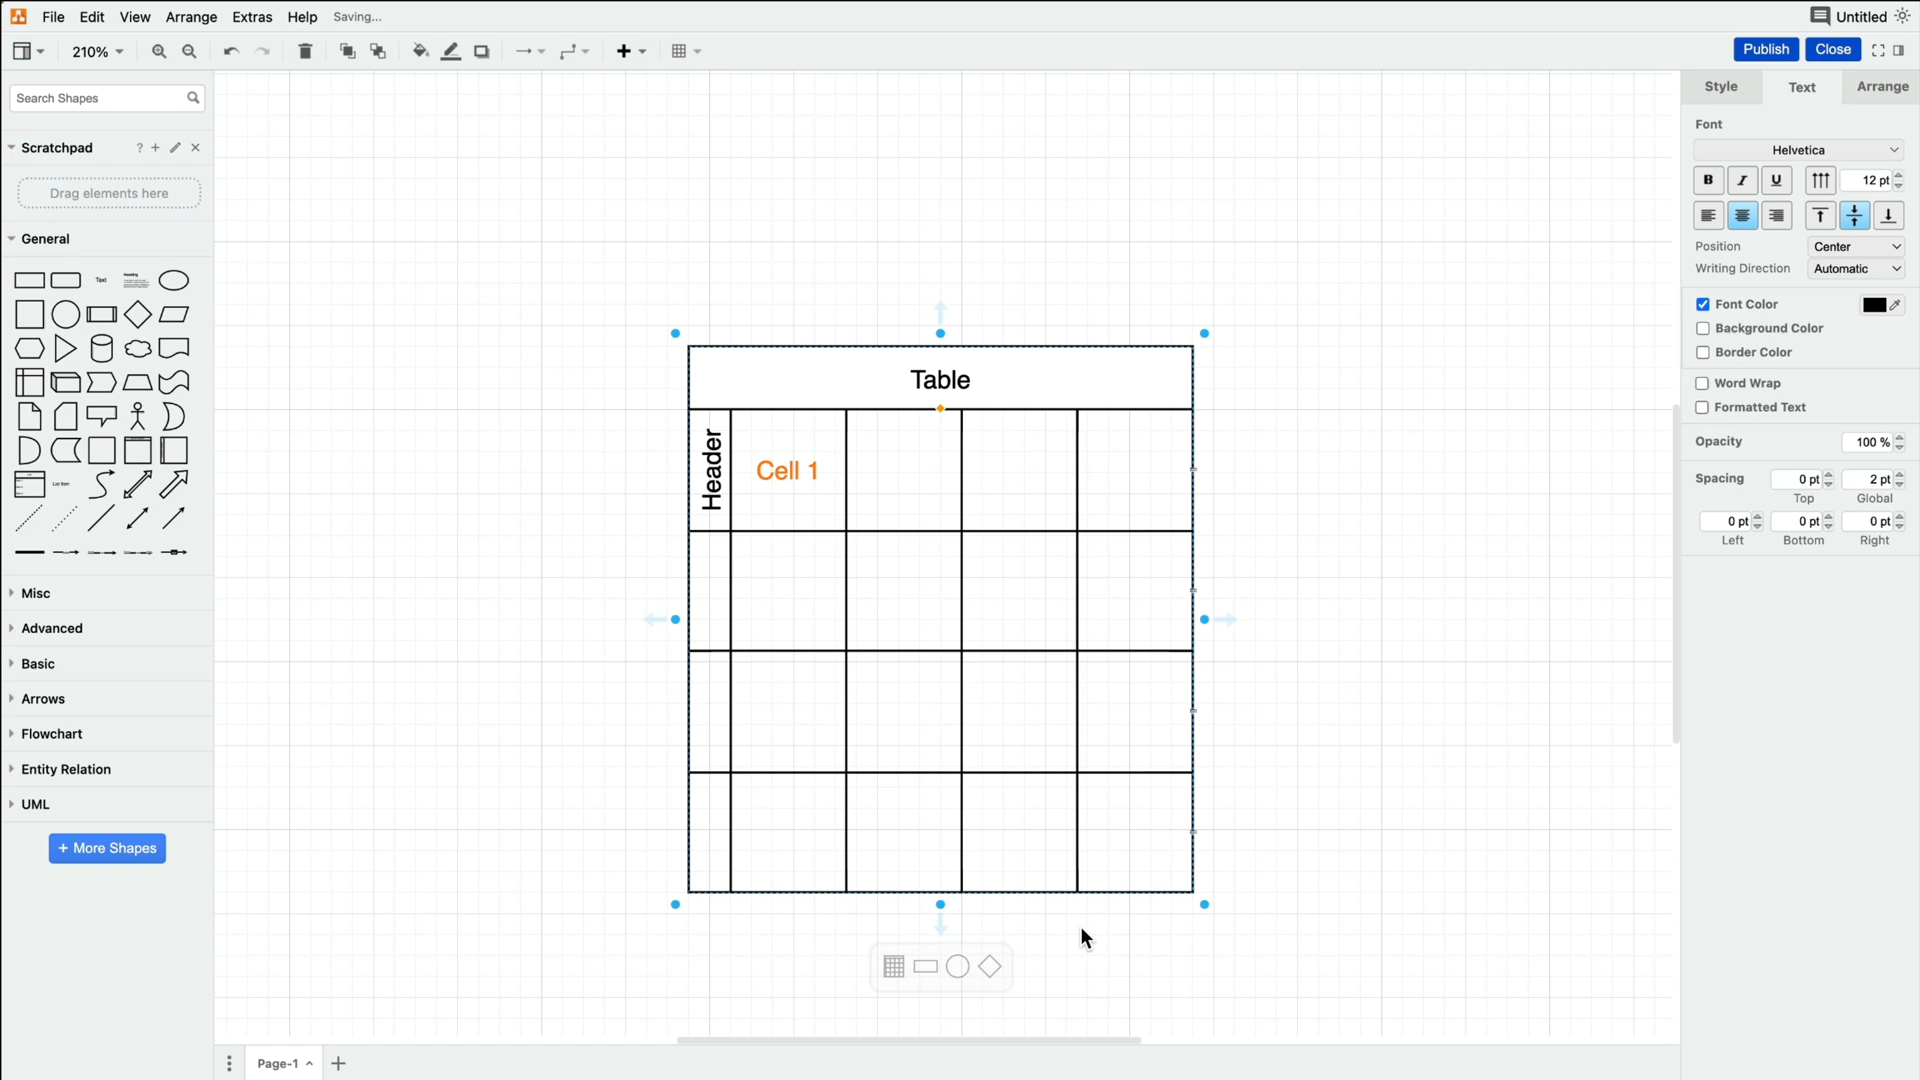 File Edit View Arrange Extras Help Saving... Untitled
210% Publish Close
Search Shapes
Scratchpad ?
Drag elements here
General
Text
Heading
List Item
Misc
Advanced
Basic
Arrows
Flowchart
Entity Relation
UML
+ More Shapes
Table
Header
Cell 1
Page-1
Style Text Arrange
Font
Helvetica
B I U 12 pt
Position Center
Writing Direction Automatic
Font Color
Background Color
Border Color
Word Wrap
Formatted Text
Opacity 100 %
Spacing 0 pt 2 pt
Top Global
0 pt 0 pt 0 pt
Left Bottom Right